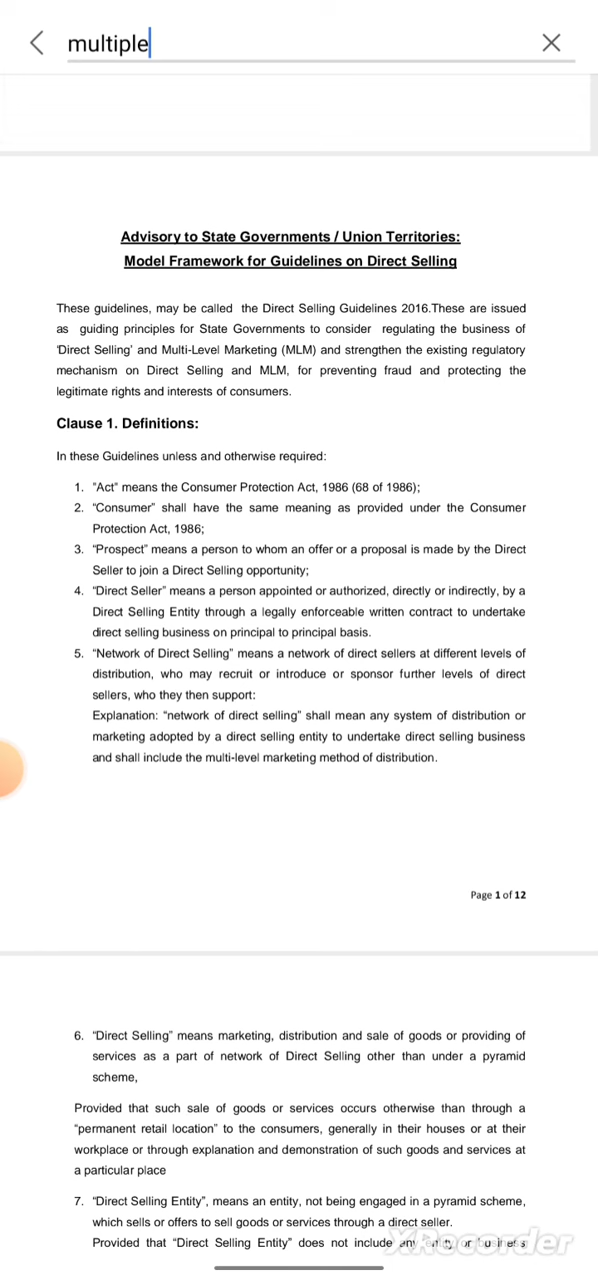 multiple
Advisory to State Governments / Union Territories:
Model Framework for Guidelines on Direct Selling
These guidelines, may be called the Direct Selling Guidelines 2016.These are issued
as guiding principles for State Governments to consider regulating the business of
'Direct Selling' and Multi-Level Marketing (MLM) and strengthen the existing regulatory
mechanism on Direct Selling and MLM, for preventing fraud and protecting the
legitimate rights and interests of consumers.
Clause 1. Definitions:
In these Guidelines unless and otherwise required:
1. "Act" means the Consumer Protection Act, 1986 (68 of 1986);
2. "Consumer" shall have the same meaning as provided under the Consumer
Protection Act, 1986;
3. "Prospect" means a person to whom an offer or a proposal is made by the Direct
Seller to join a Direct Selling opportunity;
4. "Direct Seller" means a person appointed or authorized, directly or indirectly, by a
Direct Selling Entity through a legally enforceable written contract to undertake
direct selling business on principal to principal basis.
5. "Network of Direct Selling" means a network of direct sellers at different levels of
distribution, who may recruit or introduce or sponsor further levels of direct
sellers, who they then support:
Explanation: "network of direct selling" shall mean any system of distribution or
marketing adopted by a direct selling entity to undertake direct selling business
and shall include the multi-level marketing method of distribution.
Page 1 of 12
6. "Direct Selling" means marketing, distribution and sale of goods or providing of
services as a part of network of Direct Selling other than under a pyramid
scheme,
Provided that such sale of goods or services occurs otherwise than through a
"permanent retail location" to the consumers, generally in their houses or at their
workplace or through explanation and demonstration of such goods and services at
a particular place
7. "Direct Selling Entity", means an entity, not being engaged in a pyramid scheme,
which sells or offers to sell goods or services through a direct seller.
Provided that "Direct Selling Entity" does not include any entity or business
XRecorder